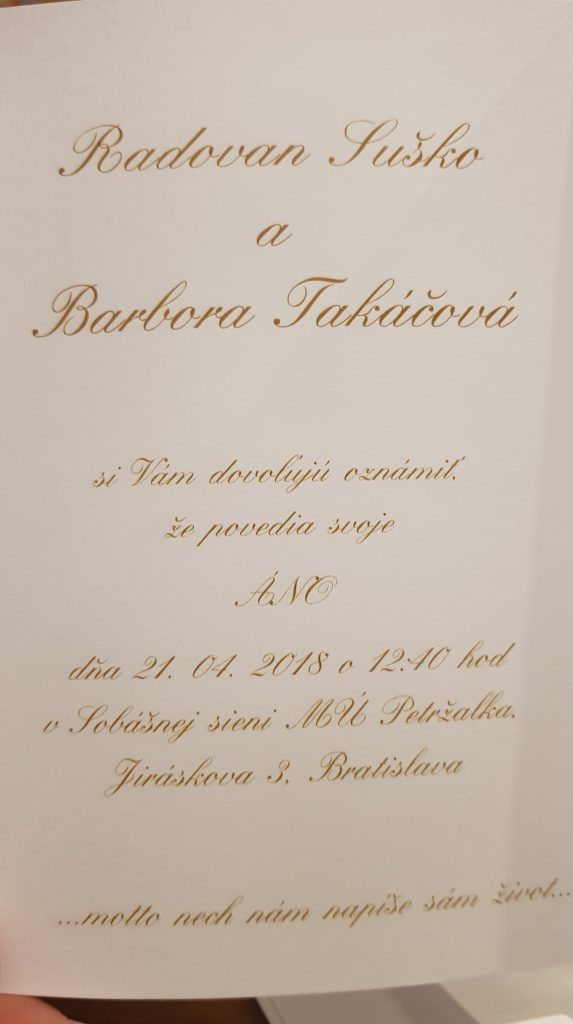 Radovan Suško
a
Barbora Takáčová
si Vám dovoľujú oznámiť,
že povedia svoje
ÁNO
dňa 21. 04. 2018 o 12:40 hod
v Sobášnej sieni MÚ Petržalka,
Jiráskova 3, Bratislava
...motto nech nám napíše sám život...